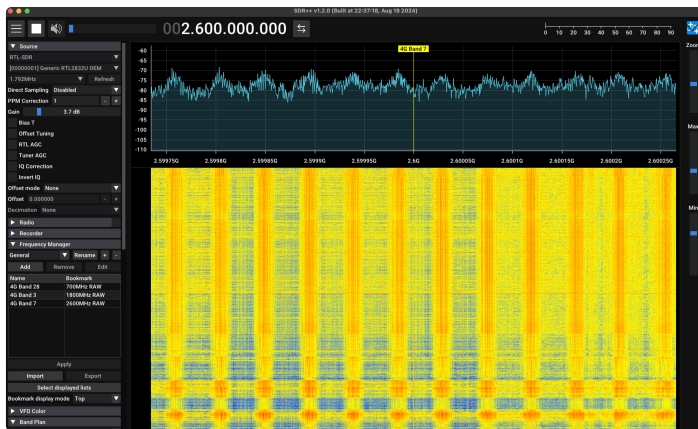 SDR++ v1.2.0 (Built at 22:37:18, Aug 19 2024)
002.600.000.000
0 10 20 30 40 50 60 70 80 90
Source
RTL-SDR
[00000001] Generic RTL2832U OEM
1.792MHz Refresh
Direct Sampling Disabled
PPM Correction 1 - +
Gain 3.7 dB
Bias T
Offset Tuning
RTL AGC
Tuner AGC
IQ Correction
Invert IQ
Offset mode None
Offset 0.000000 - +
Decimation None
Radio
Recorder
Frequency Manager
General Rename + -
Add Remove Edit
Name Bookmark
4G Band 28 700MHz RAW
4G Band 3 1800MHz RAW
4G Band 7 2600MHz RAW
Apply
Import Export
Select displayed lists
Bookmark display mode Top
VFO Color
Band Plan
4G Band 7
-60
-65
-70
-75
-80
-85
-90
-95
-100
-105
-110
2.59975G 2.5998G 2.59985G 2.5999G 2.59995G 2.6G 2.60005G 2.6001G 2.60015G 2.6002G 2.60025G
Zoom
Max
Min